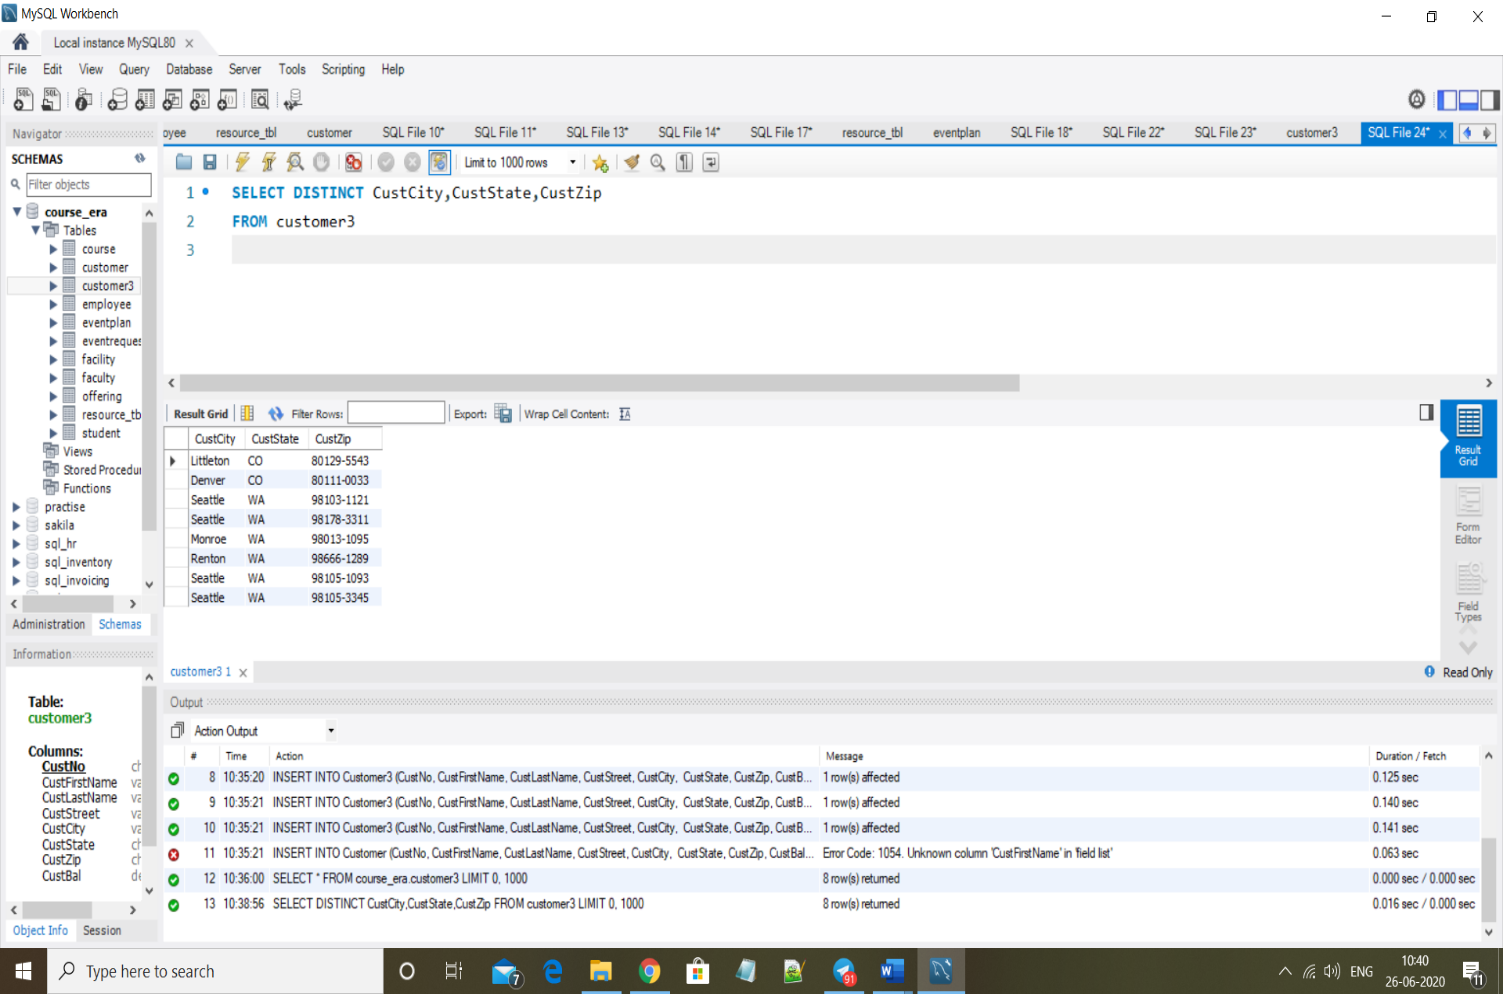 MySQL Workbench
Local instance MySQL80
File Edit View Query Database Server Tools Scripting Help
Navigator
oyee resource_tbl customer SQL File 10* SQL File 11* SQL File 13* SQL File 14* SQL File 17* resource_tbl eventplan SQL File 18* SQL File 22* SQL File 23* customer3 SQL File 24*
SCHEMAS
Filter objects
course_era
Tables
course
customer
customer3
employee
eventplan
eventreques
facility
faculty
offering
resource_tb
student
Views
Stored Procedur
Functions
practise
sakila
sql_hr
sql_inventory
sql_invoicing
Administration Schemas
Information
Table:
customer3
Columns:
CustNo ch
CustFirstName va
CustLastName va
CustStreet va
CustCity va
CustState ch
CustZip ch
CustBal de
Object Info Session
Limit to 1000 rows
1 SELECT DISTINCT CustCity,CustState,CustZip
2 FROM customer3
3
Result Grid Filter Rows: Export: Wrap Cell Content: IA
CustCity CustState CustZip
Littleton CO 80129-5543
Denver CO 80111-0033
Seattle WA 98103-1121
Seattle WA 98178-3311
Monroe WA 98013-1095
Renton WA 98666-1289
Seattle WA 98105-1093
Seattle WA 98105-3345
Result
Grid
Form
Editor
Field
Types
customer3 1
Read Only
Output
Action Output
# Time Action Message Duration / Fetch
8 10:35:20 INSERT INTO Customer3 (CustNo, CustFirstName, CustLastName, CustStreet, CustCity, CustState, CustZip, CustB... 1 row(s) affected 0.125 sec
9 10:35:21 INSERT INTO Customer3 (CustNo, CustFirstName, CustLastName, CustStreet, CustCity, CustState, CustZip, CustB... 1 row(s) affected 0.140 sec
10 10:35:21 INSERT INTO Customer3 (CustNo, CustFirstName, CustLastName, CustStreet, CustCity, CustState, CustZip, CustB... 1 row(s) affected 0.141 sec
11 10:35:21 INSERT INTO Customer (CustNo, CustFirstName, CustLastName, CustStreet, CustCity, CustState, CustZip, CustBal... Error Code: 1054. Unknown column 'CustFirstName' in 'field list' 0.063 sec
12 10:36:00 SELECT * FROM course_era.customer3 LIMIT 0, 1000 8 row(s) returned 0.000 sec / 0.000 sec
13 10:38:56 SELECT DISTINCT CustCity,CustState,CustZip FROM customer3 LIMIT 0, 1000 8 row(s) returned 0.016 sec / 0.000 sec
Type here to search
7
91
ENG
10:40
26-06-2020
11